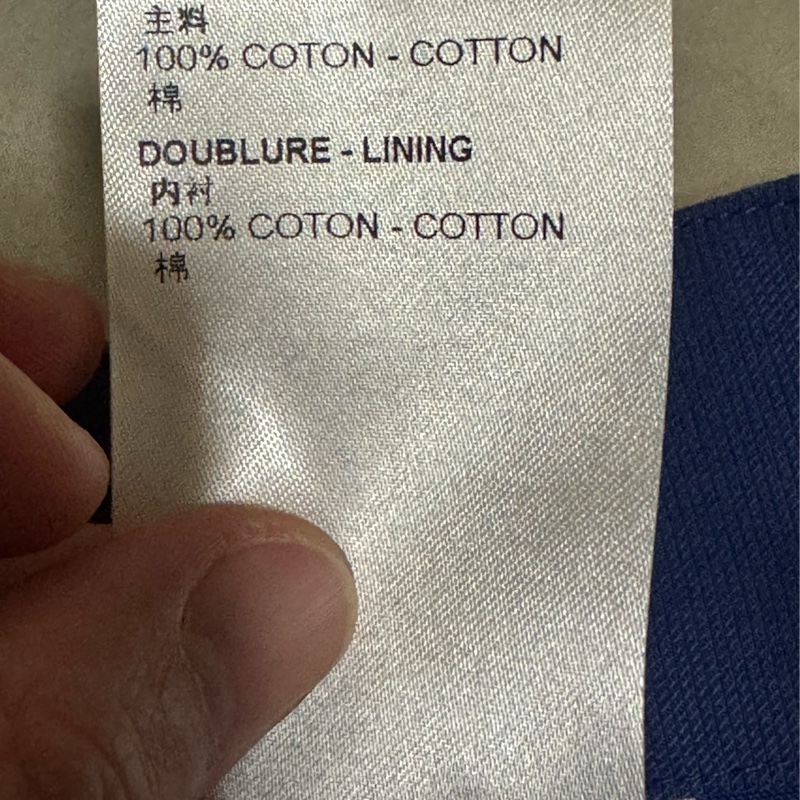 主料
100% COTON - COTTON
棉
DOUBLURE - LINING
内衬
100% COTON - COTTON
棉